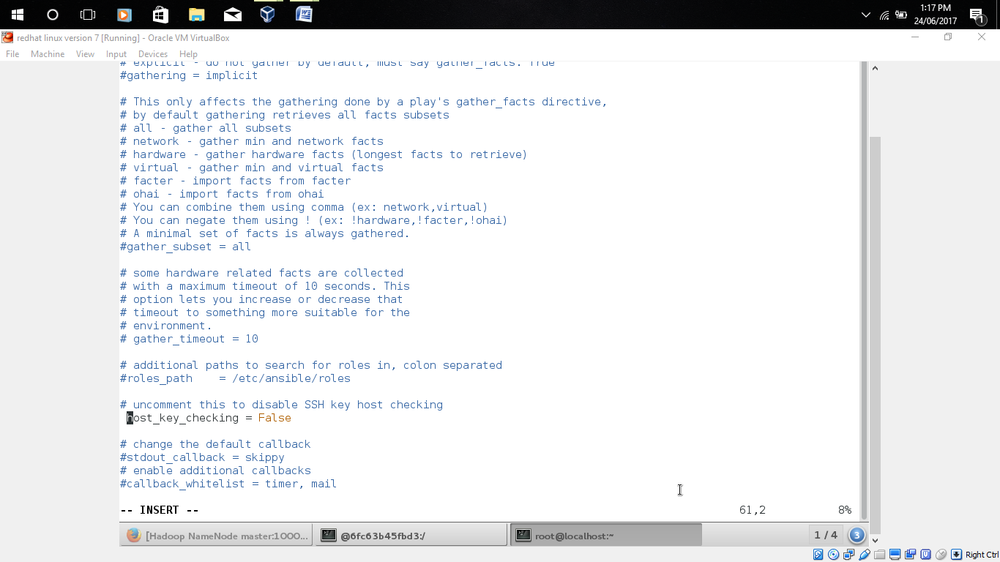 1:17 PM
24/06/2017
1
redhat linux version 7 [Running] - Oracle VM VirtualBox
File Machine View Input Devices Help
# explicit - do not gather by default, must say gather_facts: True
#gathering = implicit
# This only affects the gathering done by a play's gather_facts directive,
# by default gathering retrieves all facts subsets
# all - gather all subsets
# network - gather min and network facts
# hardware - gather hardware facts (longest facts to retrieve)
# virtual - gather min and virtual facts
# facter - import facts from facter
# ohai - import facts from ohai
# You can combine them using comma (ex: network,virtual)
# You can negate them using ! (ex: !hardware,!facter,!ohai)
# A minimal set of facts is always gathered.
#gather_subset = all
# some hardware related facts are collected
# with a maximum timeout of 10 seconds. This
# option lets you increase or decrease that
# timeout to something more suitable for the
# environment.
# gather_timeout = 10
# additional paths to search for roles in, colon separated
#roles_path    = /etc/ansible/roles
# uncomment this to disable SSH key host checking
host_key_checking = False
# change the default callback
#stdout_callback = skippy
# enable additional callbacks
#callback_whitelist = timer, mail
-- INSERT -- 61,2 8%
[Hadoop NameNode master:1000... @6fc63b45fbd3:/ root@localhost:~ 1 / 4 3
Right Ctrl